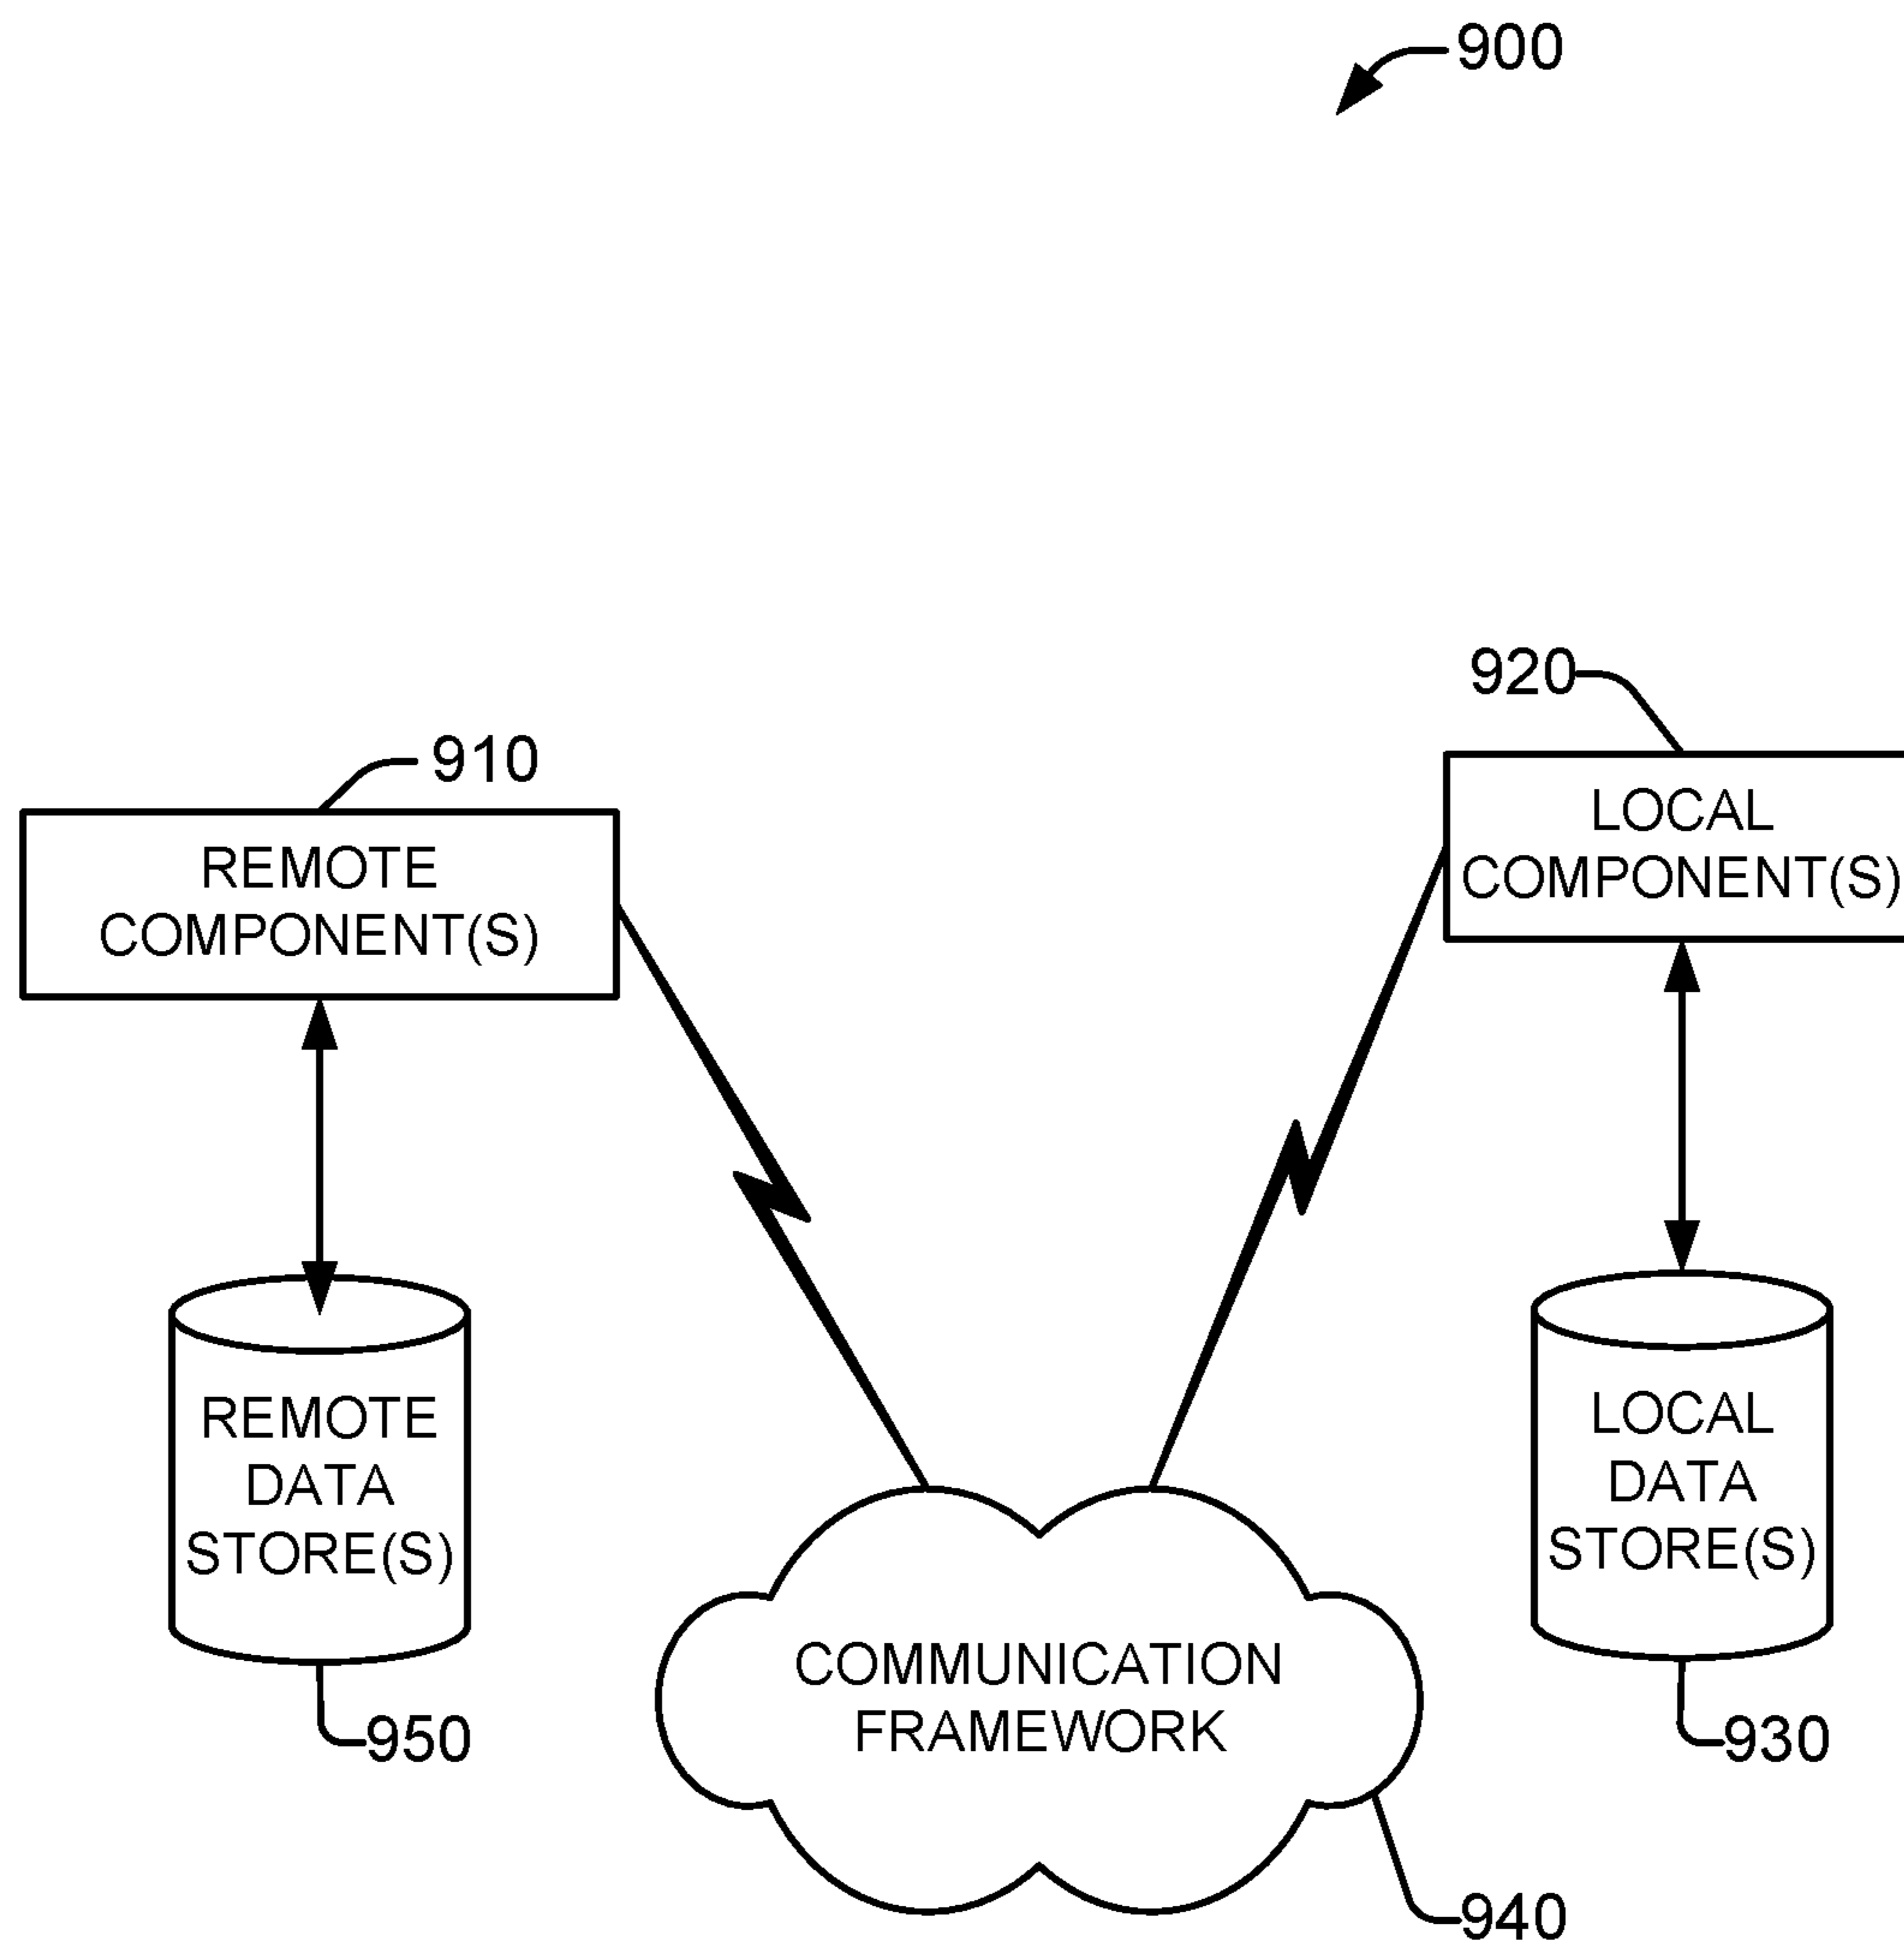 900
920
910
LOCAL
COMPONENT(S)
REMOTE
COMPONENT(S)
LOCAL
DATA
STORE(S)
REMOTE
DATA
STORE(S)
COMMUNICATION
FRAMEWORK
950
930
940